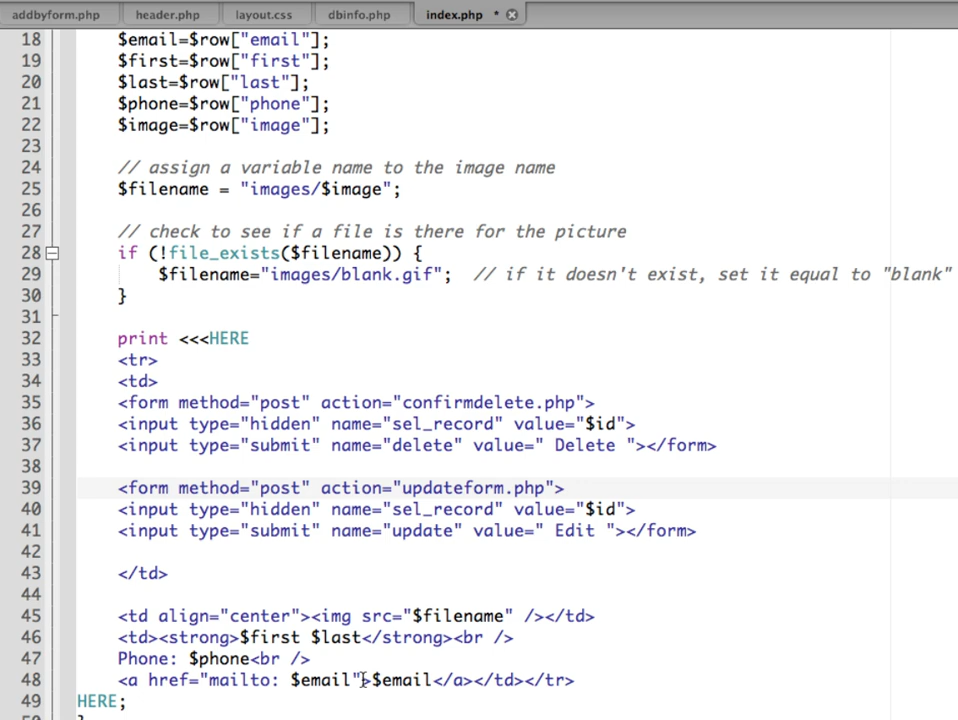 addbyform.php header.php layout.css dbinfo.php index.php *
18 $email=$row["email"];
19 $first=$row["first"];
20 $last=$row["last"];
21 $phone=$row["phone"];
22 $image=$row["image"];
23
24 // assign a variable name to the image name
25 $filename = "images/$image";
26
27 // check to see if a file is there for the picture
28 if (!file_exists($filename)) {
29 $filename="images/blank.gif"; // if it doesn't exist, set it equal to "blank"
30 }
31
32 print <<<HERE
33 <tr>
34 <td>
35 <form method="post" action="confirmdelete.php">
36 <input type="hidden" name="sel_record" value="$id">
37 <input type="submit" name="delete" value=" Delete "></form>
38
39 <form method="post" action="updateform.php">
40 <input type="hidden" name="sel_record" value="$id">
41 <input type="submit" name="update" value=" Edit "></form>
42
43 </td>
44
45 <td align="center"><img src="$filename" /></td>
46 <td><strong>$first $last</strong><br />
47 Phone: $phone<br />
48 <a href="mailto: $email">$email</a></td></tr>
49 HERE;